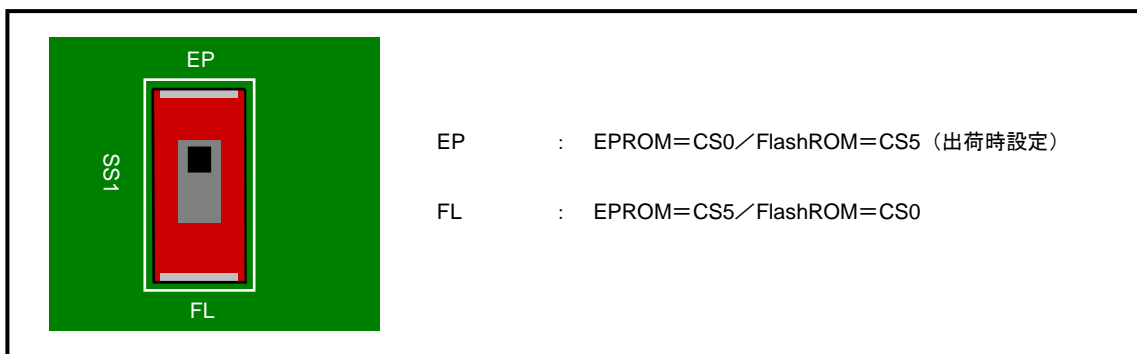 EP
SS1
FL
EP : EPROM=CS0／FlashROM=CS5（出荷時設定）
FL : EPROM=CS5／FlashROM=CS0